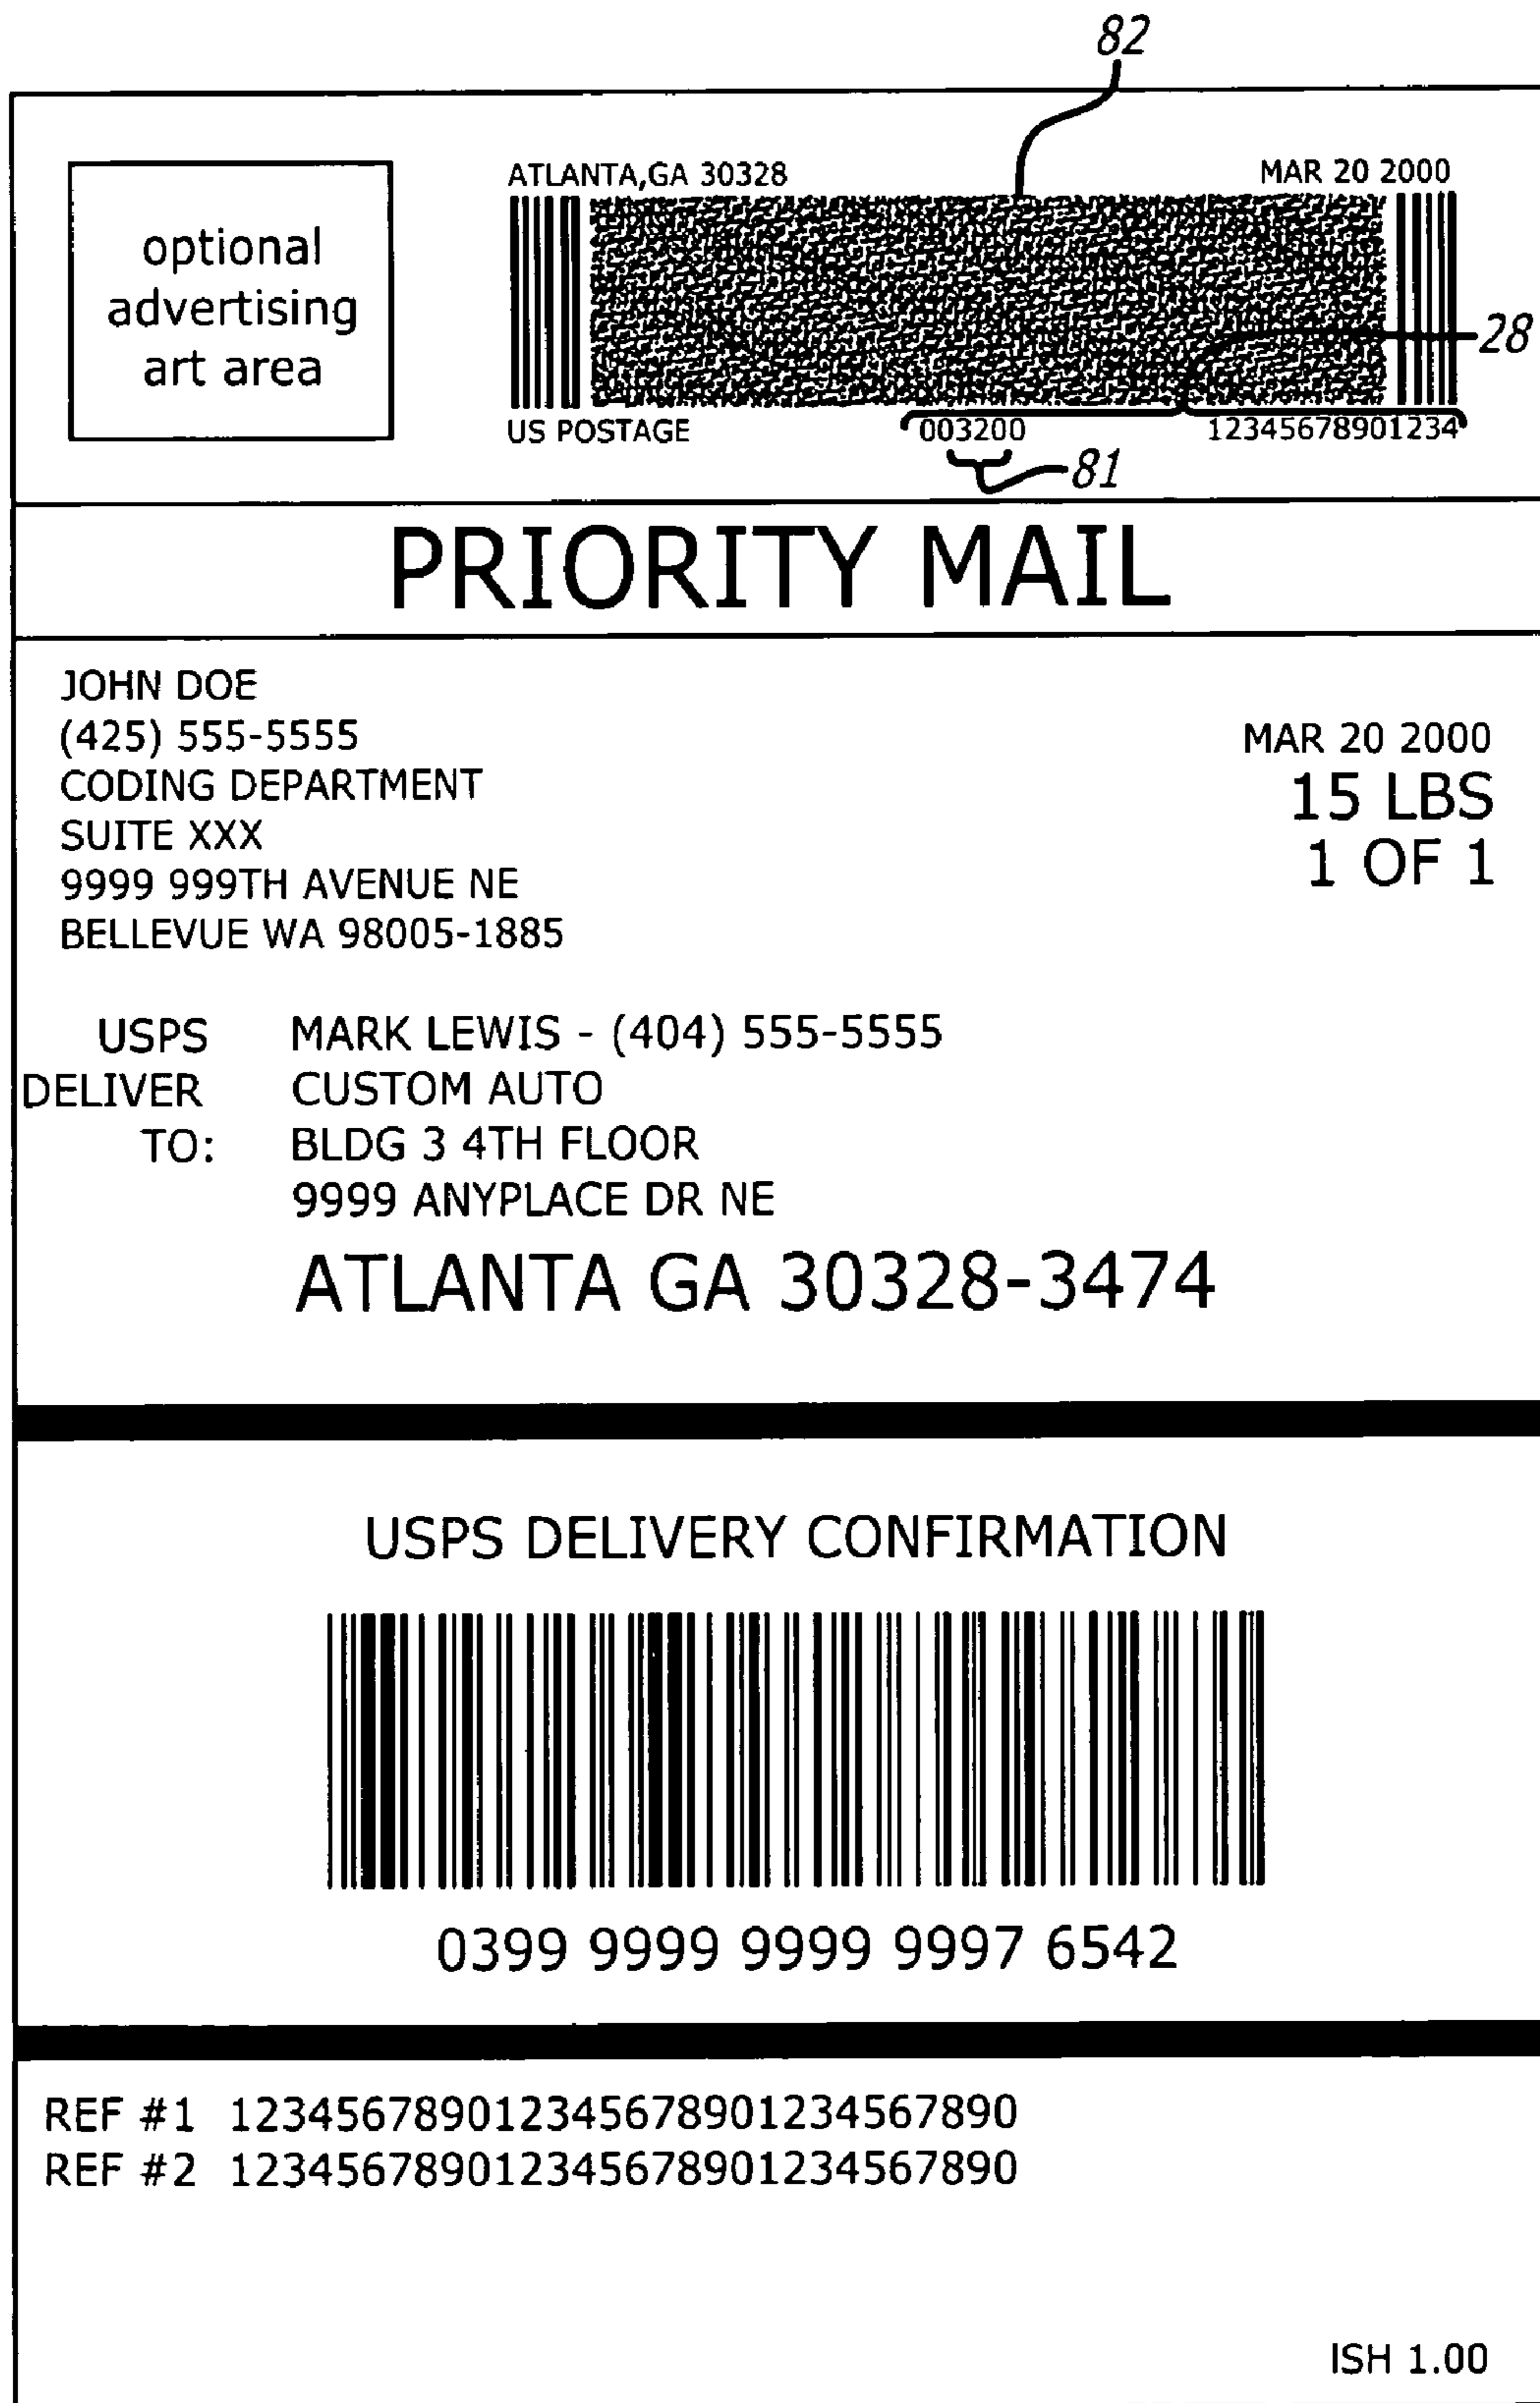 82
optional
advertising
art area
ATLANTA,GA 30328
MAR 20 2000
28
US POSTAGE
003200
12345678901234
81
PRIORITY MAIL
JOHN DOE
(425) 555-5555
CODING DEPARTMENT
SUITE XXX
9999 999TH AVENUE NE
BELLEVUE WA 98005-1885
MAR 20 2000
15 LBS
1 OF 1
USPS
DELIVER
TO:
MARK LEWIS - (404) 555-5555
CUSTOM AUTO
BLDG 3 4TH FLOOR
9999 ANYPLACE DR NE
ATLANTA GA 30328-3474
USPS DELIVERY CONFIRMATION
0399 9999 9999 9997 6542
REF #1 123456789012345678901234567890
REF #2 123456789012345678901234567890
ISH 1.00